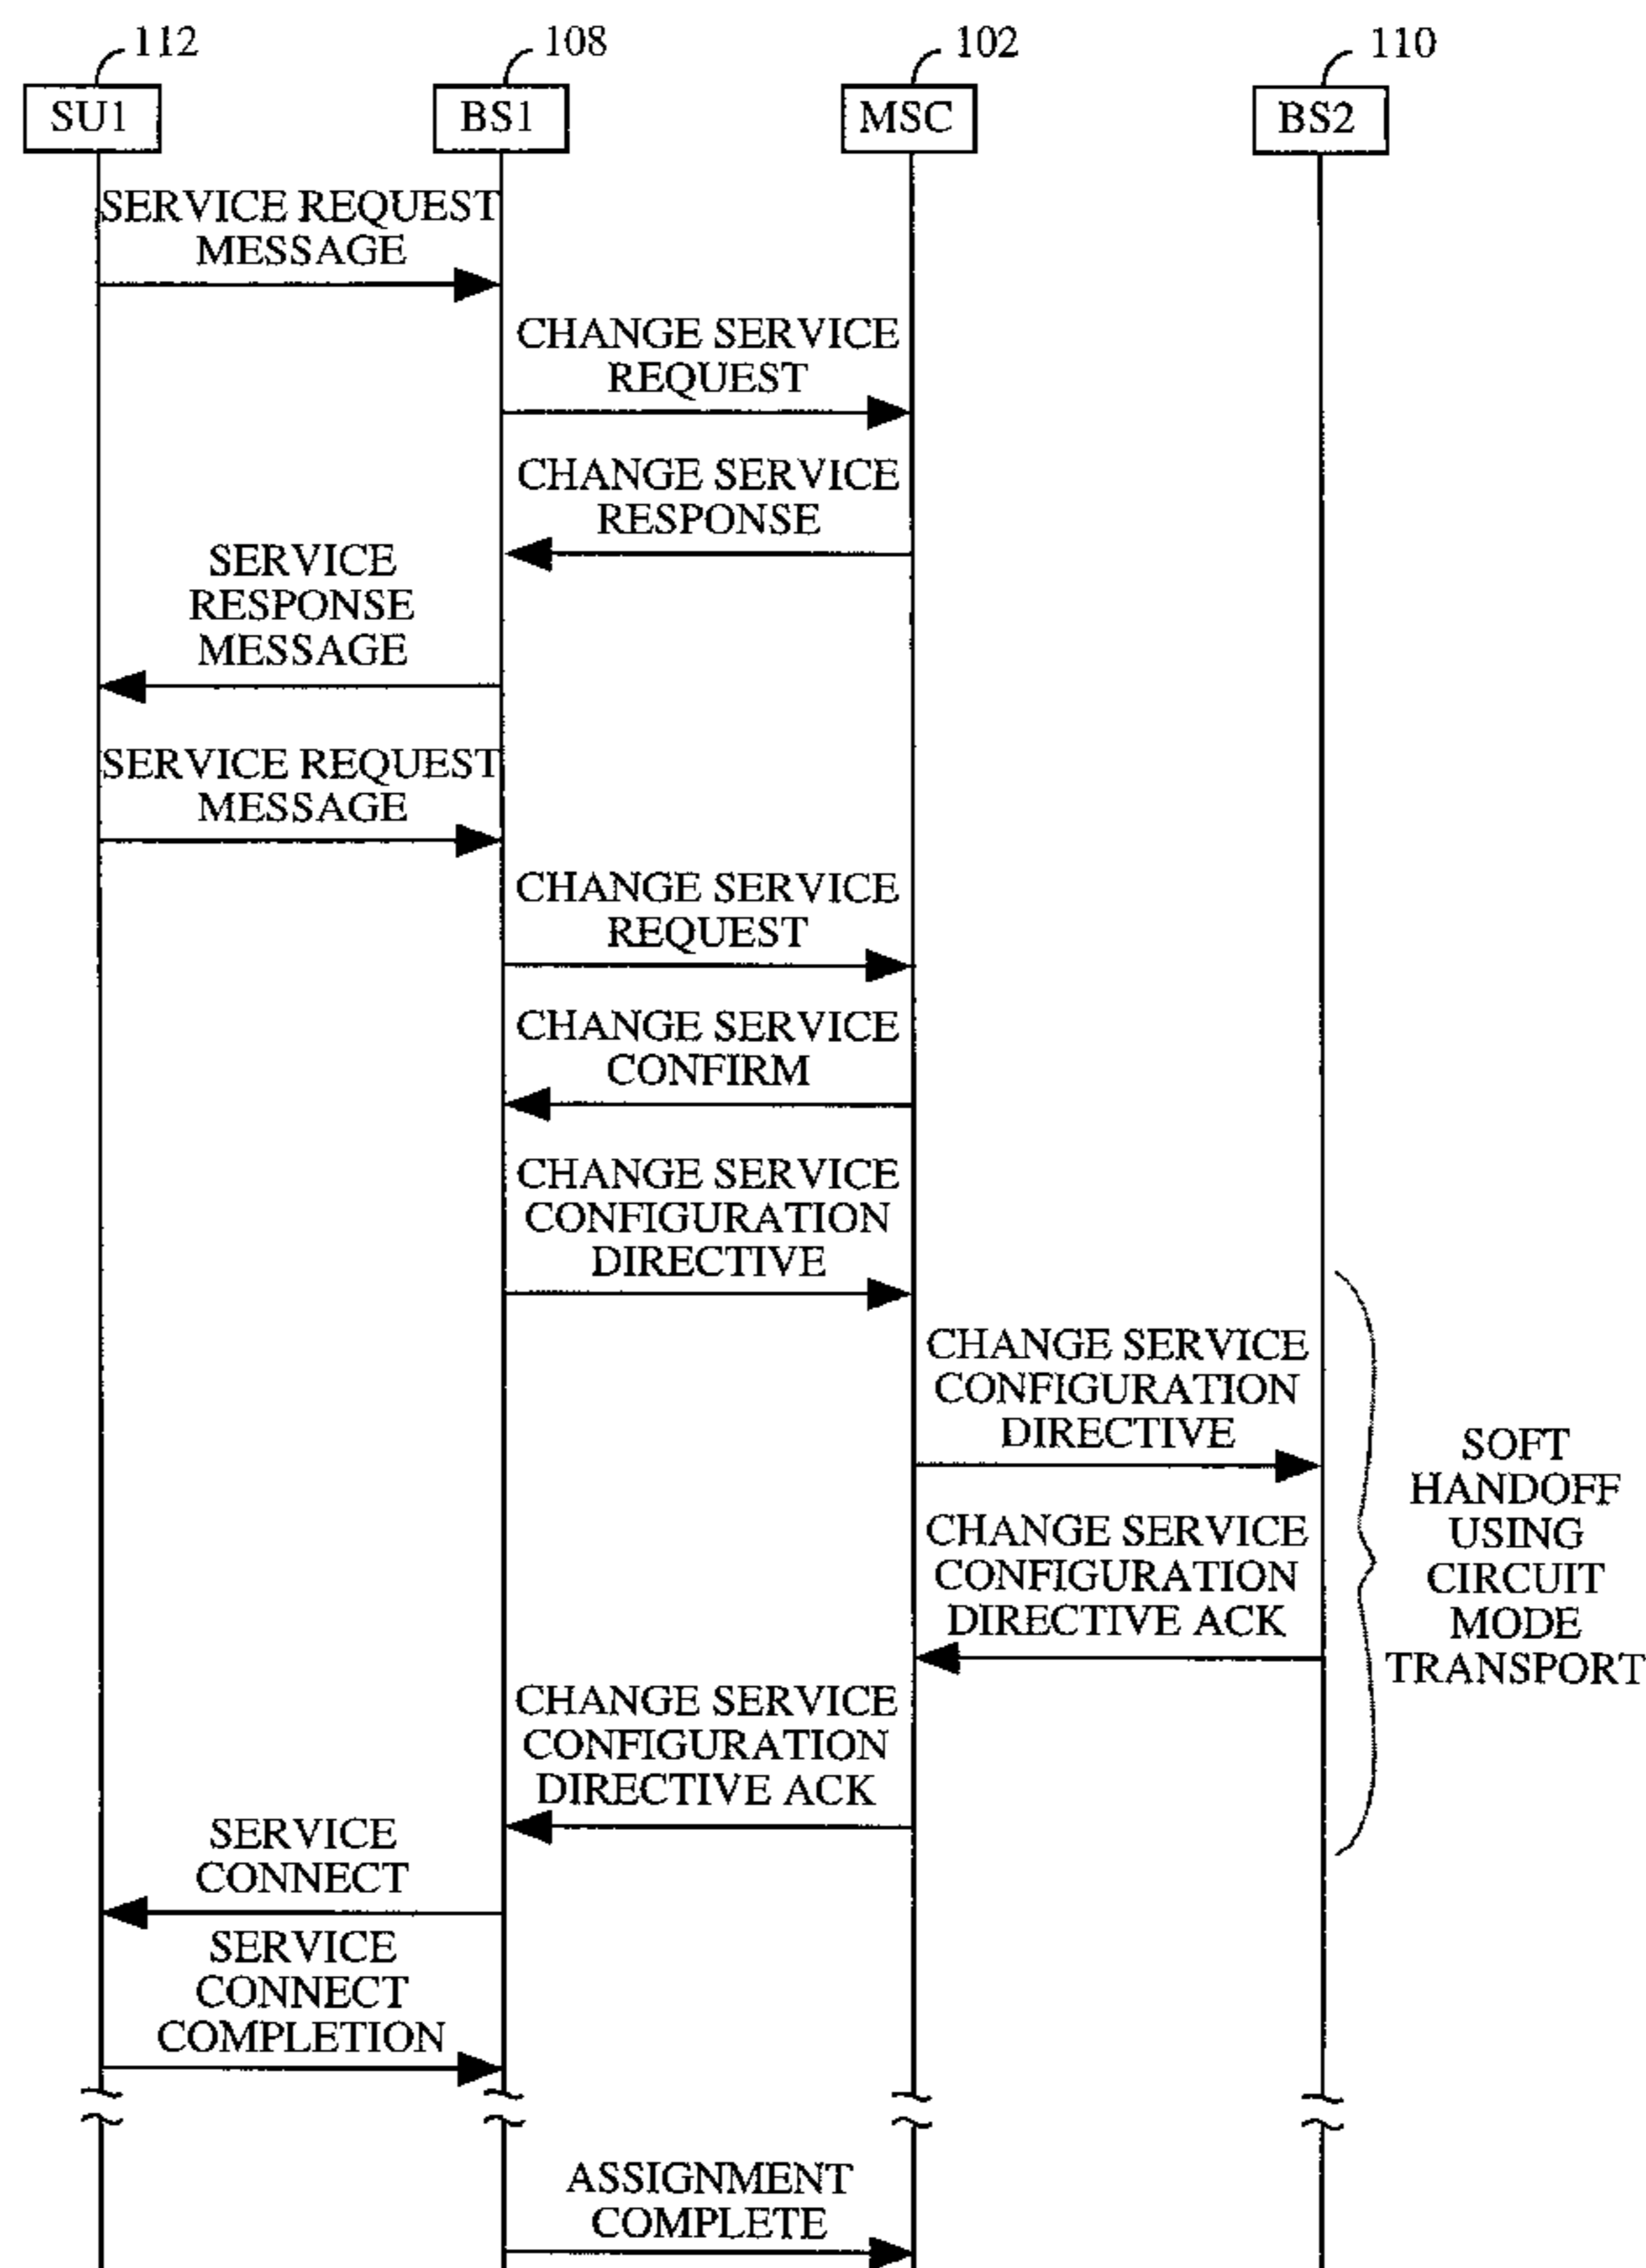 112
108
102
110
SU1
BS1
MSC
BS2
SERVICE REQUEST
MESSAGE
CHANGE SERVICE
REQUEST
CHANGE SERVICE
RESPONSE
SERVICE
RESPONSE
MESSAGE
SERVICE REQUEST
MESSAGE
CHANGE SERVICE
REQUEST
CHANGE SERVICE
CONFIRM
CHANGE SERVICE
CONFIGURATION
DIRECTIVE
CHANGE SERVICE
CONFIGURATION
DIRECTIVE
CHANGE SERVICE
CONFIGURATION
DIRECTIVE ACK
SOFT
HANDOFF
USING
CIRCUIT
MODE
TRANSPORT
CHANGE SERVICE
CONFIGURATION
DIRECTIVE ACK
SERVICE
CONNECT
SERVICE
CONNECT
COMPLETION
ASSIGNMENT
COMPLETE